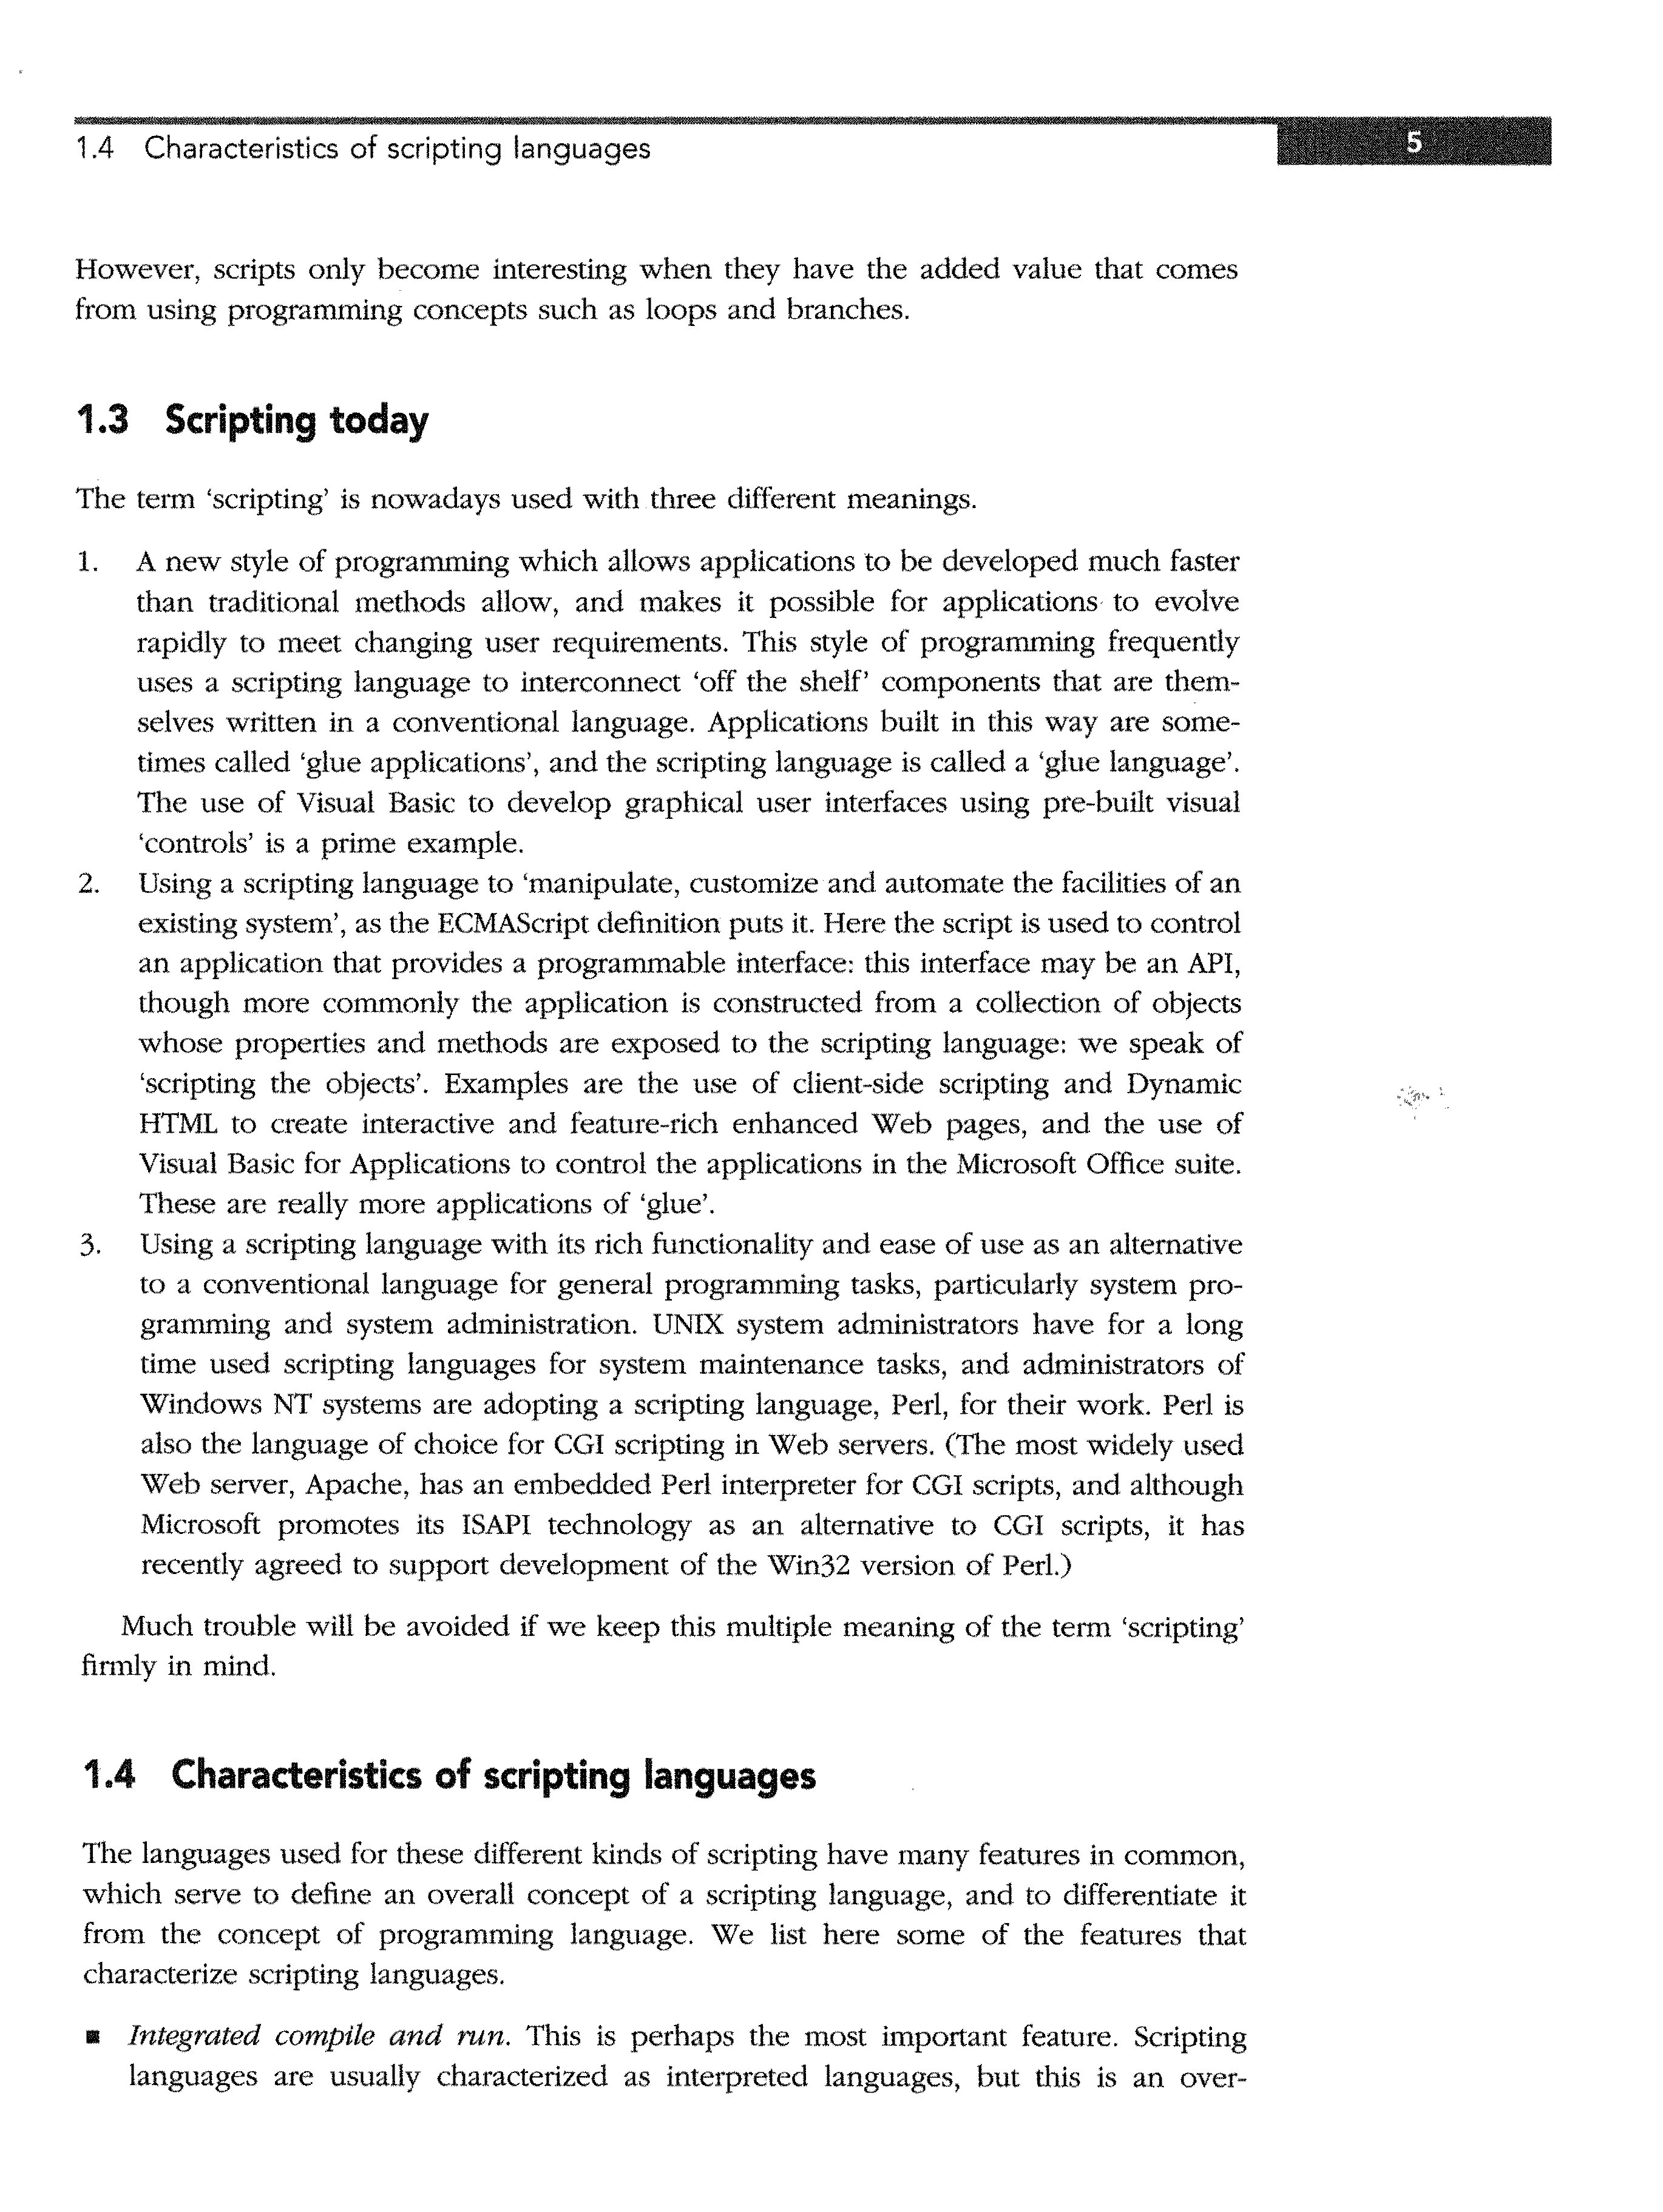 1.4 Characteristics of scripting languages
5
However, scripts only become interesting when they have the added value that comes
from using programming concepts such as loops and branches.
1.3 Scripting today
The term ‘scripting’ is nowadays used with three different meanings.
1. A new style of programming which allows applications to be developed much faster
than traditional methods allow, and makes it possible for applications to evolve
rapidly to meet changing user requirements. This style of programming frequently
uses a scripting language to interconnect ‘off the shelf’ components that are them-
selves written in a conventional language. Applications built in this way are some-
times called ‘glue applications’, and the scripting language is called a ‘glue language’.
The use of Visual Basic to develop graphical user interfaces using pre-built visual
‘controls’ is a prime example.
2. Using a scripting language to ‘manipulate, customize and automate the facilities of an
existing system’, as the ECMAScript definition puts it. Here the script is used to control
an application that provides a programmable interface: this interface may be an API,
though more commonly the application is constructed from a collection of objects
whose properties and methods are exposed to the scripting language: we speak of
‘scripting the objects’. Examples are the use of client-side scripting and Dynamic
HTML to create interactive and feature-rich enhanced Web pages, and the use of
Visual Basic for Applications to control the applications in the Microsoft Office suite.
These are really more applications of ‘glue’.
3. Using a scripting language with its rich functionality and ease of use as an alternative
to a conventional language for general programming tasks, particularly system pro-
gramming and system administration. UNIX system administrators have for a long
time used scripting languages for system maintenance tasks, and administrators of
Windows NT systems are adopting a scripting language, Perl, for their work. Perl is
also the language of choice for CGI scripting in Web servers. (The most widely used
Web server, Apache, has an embedded Perl interpreter for CGI scripts, and although
Microsoft promotes its ISAPI technology as an alternative to CGI scripts, it has
recently agreed to support development of the Win32 version of Perl.)
Much trouble will be avoided if we keep this multiple meaning of the term ‘scripting’
firmly in mind.
1.4 Characteristics of scripting languages
The languages used for these different kinds of scripting have many features in common,
which serve to define an overall concept of a scripting language, and to differentiate it
from the concept of programming language. We list here some of the features that
characterize scripting languages.
■ Integrated compile and run. This is perhaps the most important feature. Scripting
languages are usually characterized as interpreted languages, but this is an over-